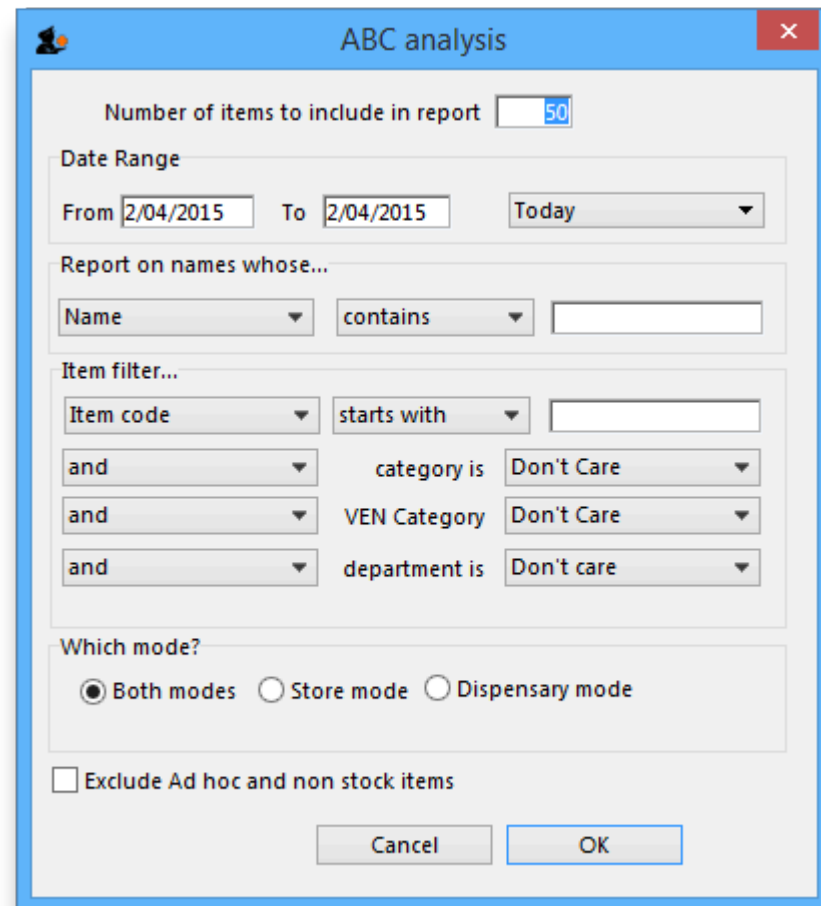 ABC analysis
Number of items to include in report 50
Date Range
From 2/04/2015 To 2/04/2015 Today
Report on names whose...
Name contains
Item filter...
Item code starts with
and category is Don't Care
and VEN Category Don't Care
and department is Don't care
Which mode?
Both modes Store mode Dispensary mode
Exclude Ad hoc and non stock items
Cancel OK